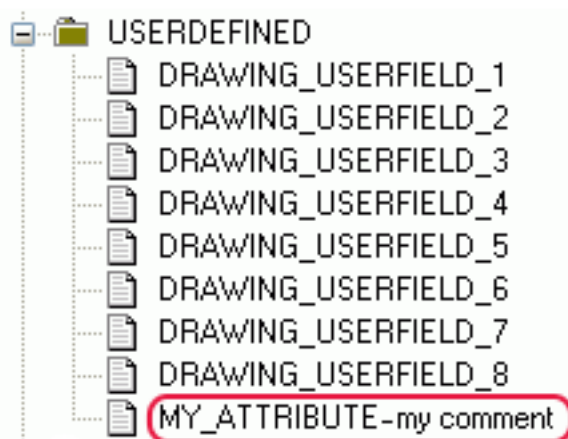 USERDEFINED
DRAWING_USERFIELD_1
DRAWING_USERFIELD_2
DRAWING_USERFIELD_3
DRAWING_USERFIELD_4
DRAWING_USERFIELD_5
DRAWING_USERFIELD_6
DRAWING_USERFIELD_7
DRAWING_USERFIELD_8
MY_ATTRIBUTE-my comment